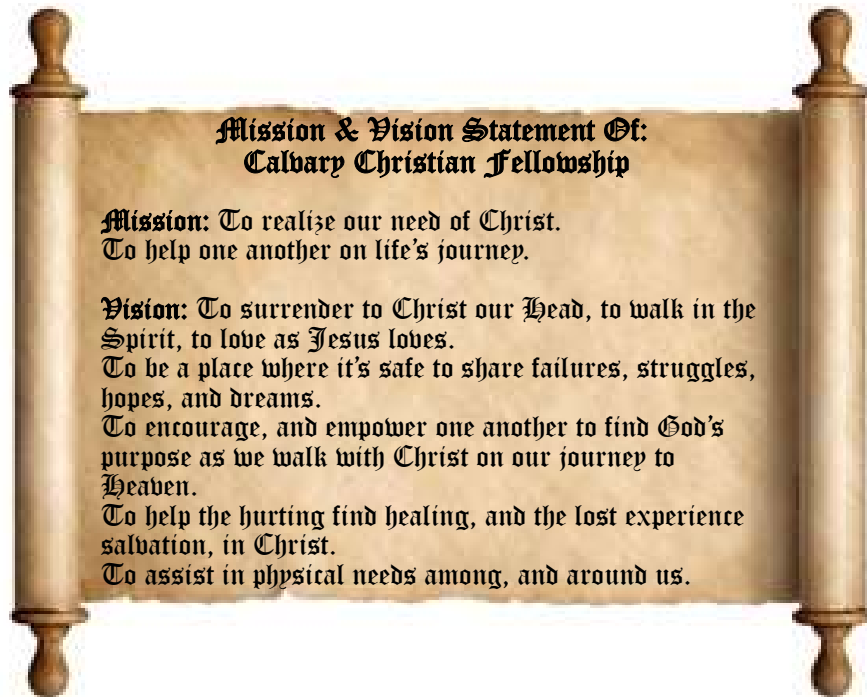 Mission & Vision Statement Of:
Calvary Christian Fellowship
Mission: To realize our need of Christ.
To help one another on life's journey.
Vision: To surrender to Christ our Head, to walk in the
Spirit, to love as Jesus loves.
To be a place where it's safe to share failures, struggles,
hopes, and dreams.
To encourage, and empower one another to find God's
purpose as we walk with Christ on our journey to
Heaven.
To help the hurting find healing, and the lost experience
salvation, in Christ.
To assist in physical needs among, and around us.